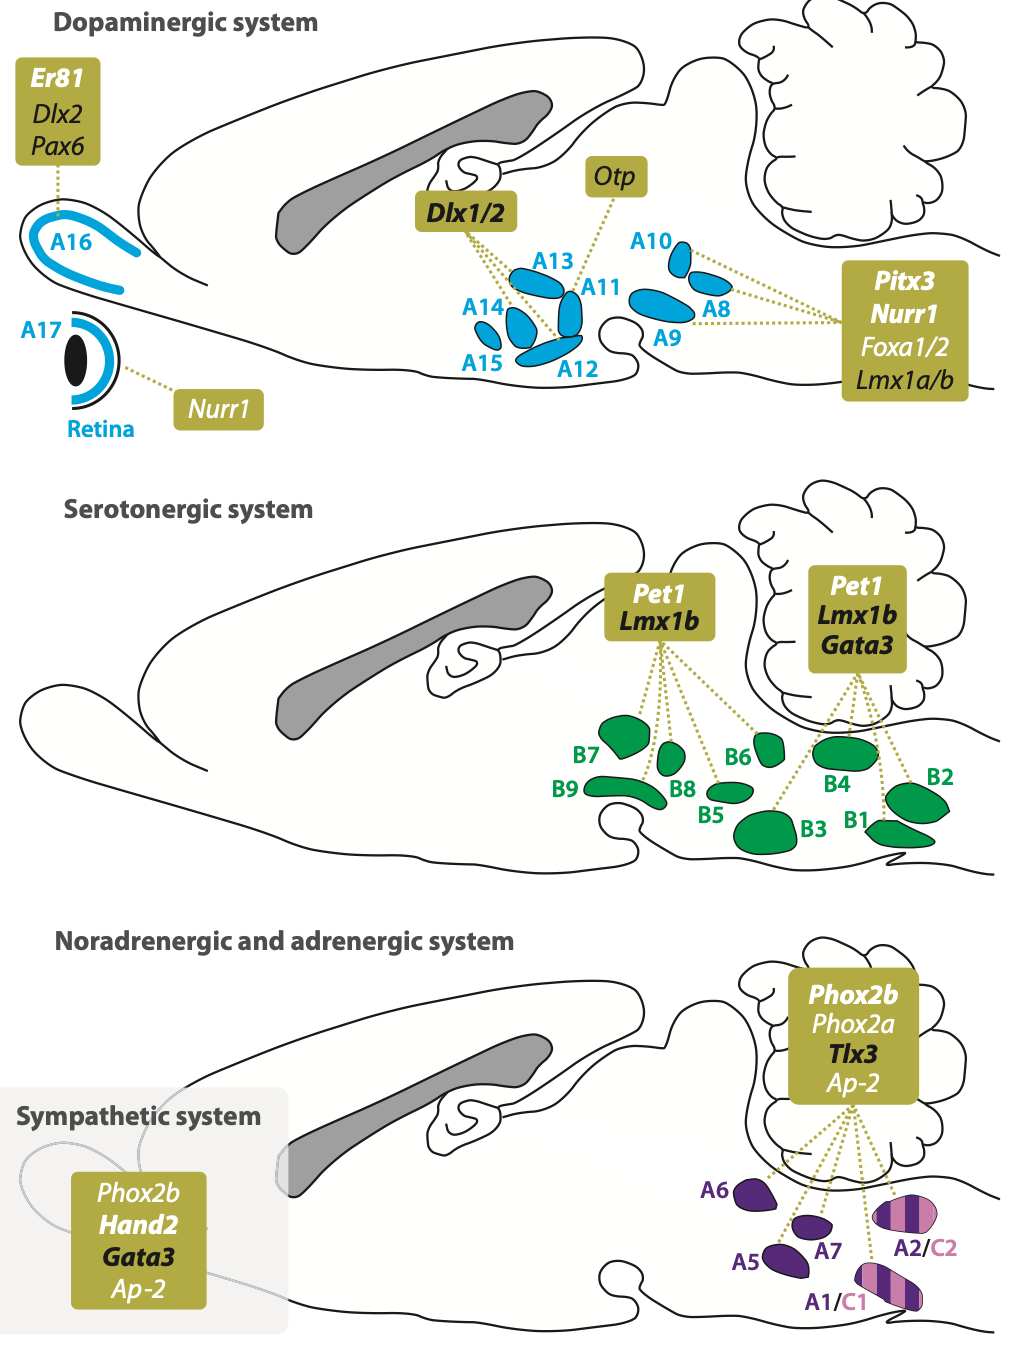 Dopaminergic system
Er81
Dlx2
Pax6
A16
A17
Retina
Nurr1
Dlx1/2
Otp
A13
A11
A14
A15
A12
A10
A8
A9
Pitx3
Nurr1
Foxa1/2
Lmx1a/b
Serotonergic system
Pet1
Lmx1b
Pet1
Lmx1b
Gata3
B7
B9
B8
B6
B5
B4
B2
B3
B1
Noradrenergic and adrenergic system
Phox2b
Phox2a
Tlx3
Ap-2
Sympathetic system
Phox2b
Hand2
Gata3
Ap-2
A6
A7
A5
A2/C2
A1/C1